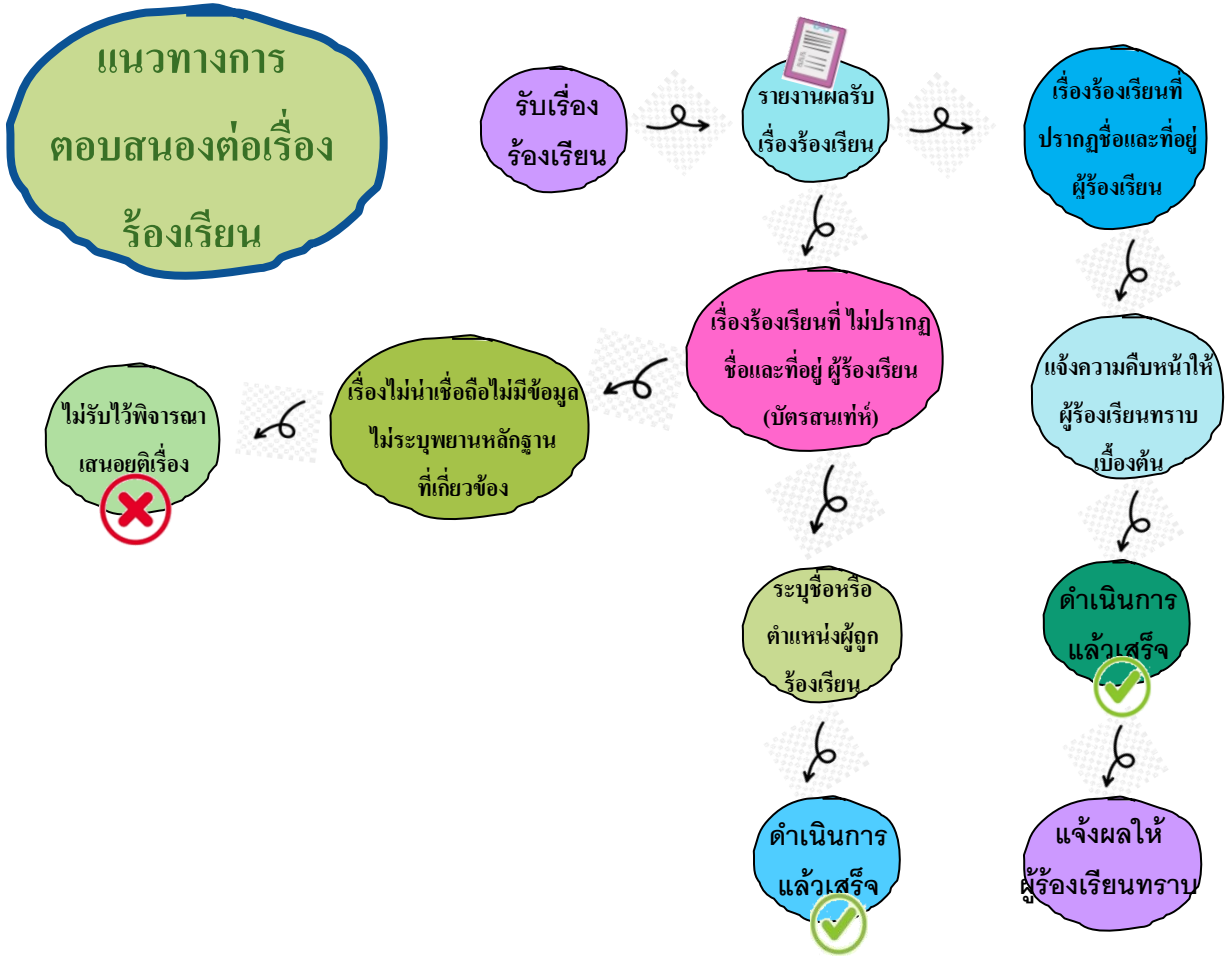 แนวทางการ
ตอบสนองต่อเรื่อง
ร้องเรียน
รับเรื่อง
ร้องเรียน
รายงานผลรับ
เรื่องร้องเรียน
เรื่องร้องเรียนที่
ปรากฏชื่อและที่อยู่
ผู้ร้องเรียน
เรื่องร้องเรียนที่ ไม่ปรากฏ
ชื่อและที่อยู่ ผู้ร้องเรียน
(บัตรสนเท่ห์)
เรื่องไม่น่าเชื่อถือไม่มีข้อมูล
ไม่ระบุพยานหลักฐาน
ที่เกี่ยวข้อง
ไม่รับไว้พิจารณา
เสนอยุติเรื่อง
แจ้งความคืบหน้าให้
ผู้ร้องเรียนทราบ
เบื้องต้น
ระบุชื่อหรือ
ตำแหน่งผู้ถูก
ร้องเรียน
ดำเนินการ
แล้วเสร็จ
ดำเนินการ
แล้วเสร็จ
แจ้งผลให้
ผู้ร้องเรียนทราบ